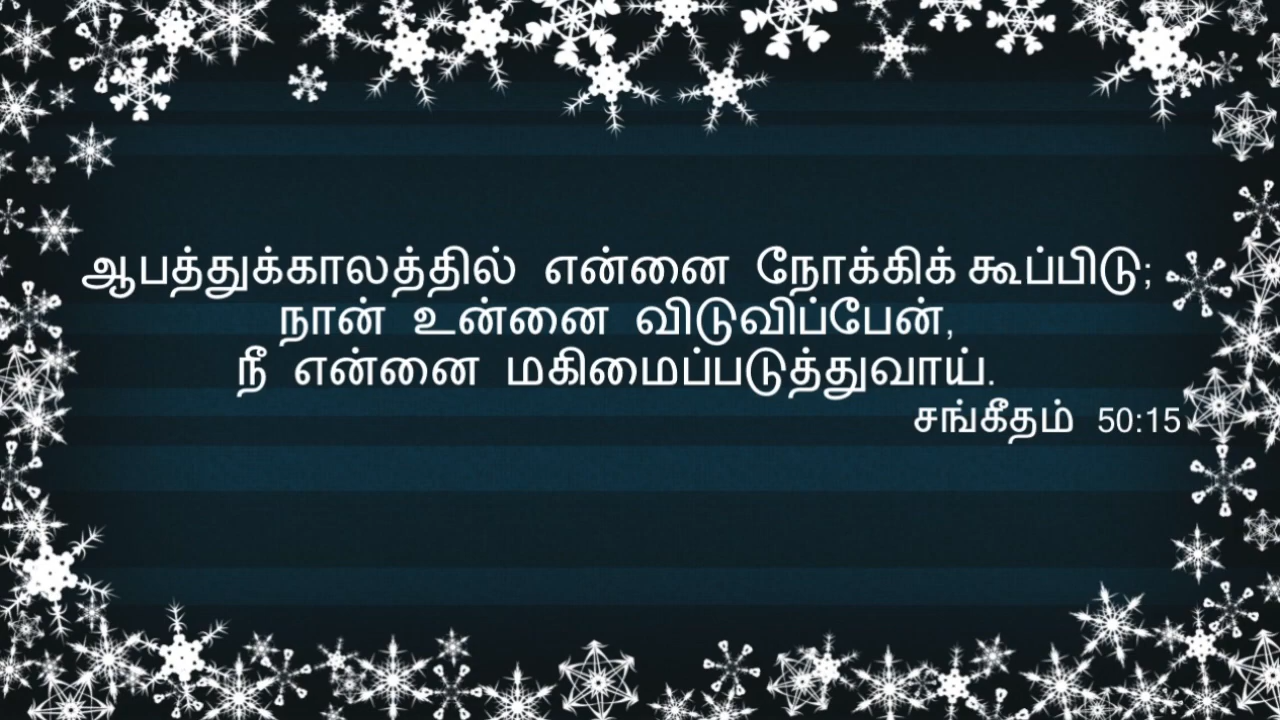 ஆபத்துக்காலத்தில் என்னை நோக்கிக் கூப்பிடு;
நான் உன்னை விடுவிப்பேன்,
நீ என்னை மகிமைப்படுத்துவாய்.
சங்கீதம் 50:15